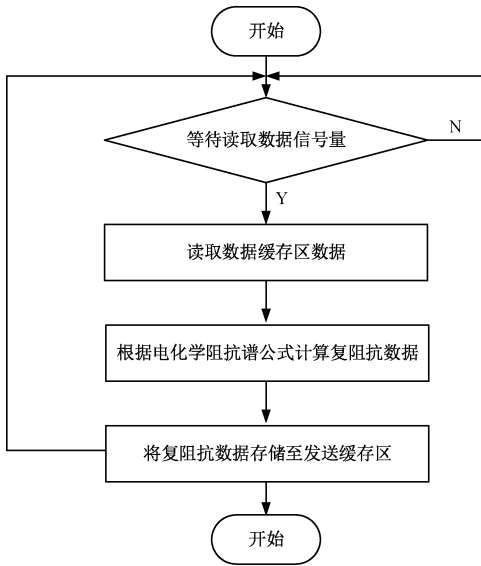 开始
等待读取数据信号量
N
Y
读取数据缓存区数据
根据电化学阻抗谱公式计算复阻抗数据
将复阻抗数据存储至发送缓存区
开始